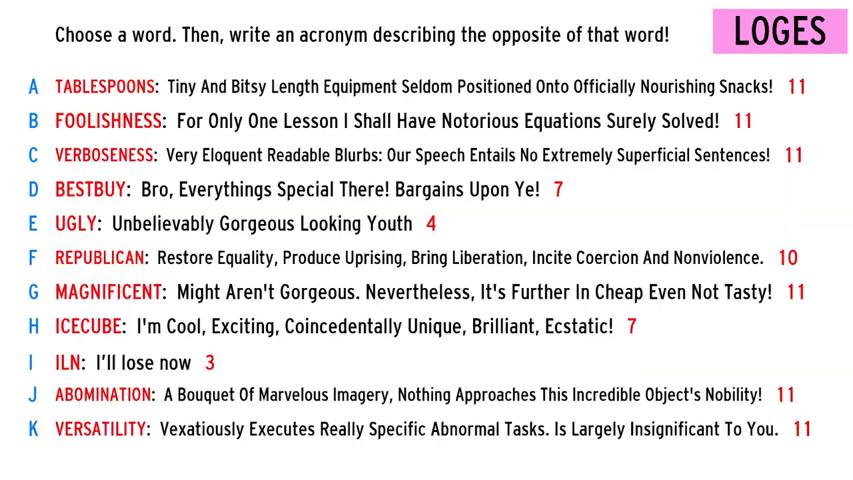 Choose a word. Then, write an acronym describing the opposite of that word!
LOGES
A TABLESPOONS: Tiny And Bitsy Length Equipment Seldom Positioned Onto Officially Nourishing Snacks! 11
B FOOLISHNESS: For Only One Lesson I Shall Have Notorious Equations Surely Solved! 11
C VERBOSENESS: Very Eloquent Readable Blurbs: Our Speech Entails No Extremely Superficial Sentences! 11
D BESTBUY: Bro, Everythings Special There! Bargains Upon Ye! 7
E UGLY: Unbelievably Gorgeous Looking Youth 4
F REPUBLICAN: Restore Equality, Produce Uprising, Bring Liberation, Incite Coercion And Nonviolence. 10
G MAGNIFICENT: Might Aren't Gorgeous. Nevertheless, It's Further In Cheap Even Not Tasty! 11
H ICECUBE: I'm Cool, Exciting, Coincedentally Unique, Brilliant, Ecstatic! 7
I ILN: I'll lose now 3
J ABOMINATION: A Bouquet Of Marvelous Imagery, Nothing Approaches This Incredible Object's Nobility! 11
K VERSATILITY: Vexatiously Executes Really Specific Abnormal Tasks. Is Largely Insignificant To You. 11